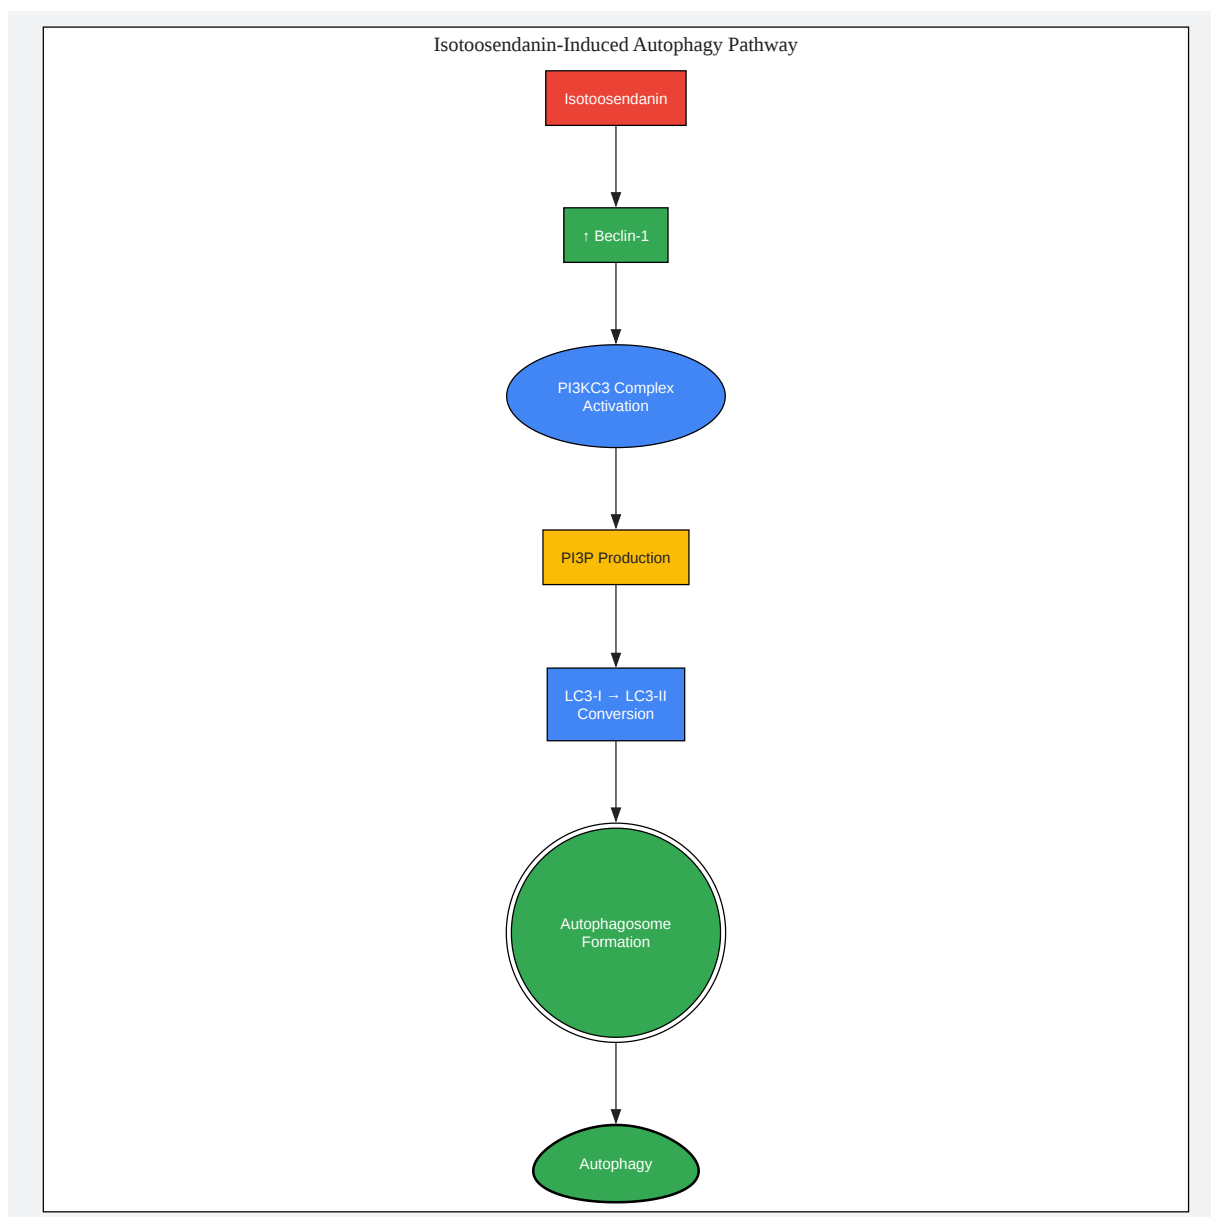 Isotoosendanin-Induced Autophagy Pathway
Isotoosendanin
↑ Beclin-1
PI3KC3 Complex
Activation
PI3P Production
LC3-I → LC3-II
Conversion
Autophagosome
Formation
Autophagy